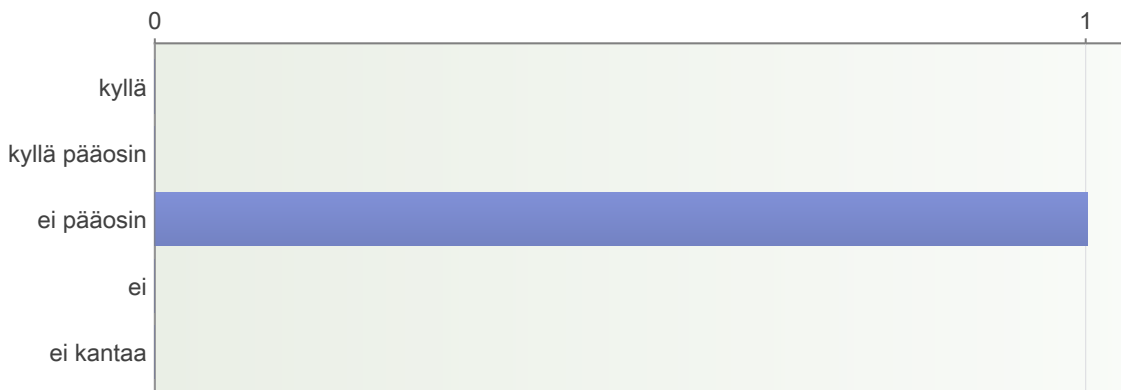 0 1
kyllä
kyllä pääosin
ei pääosin
ei
ei kantaa